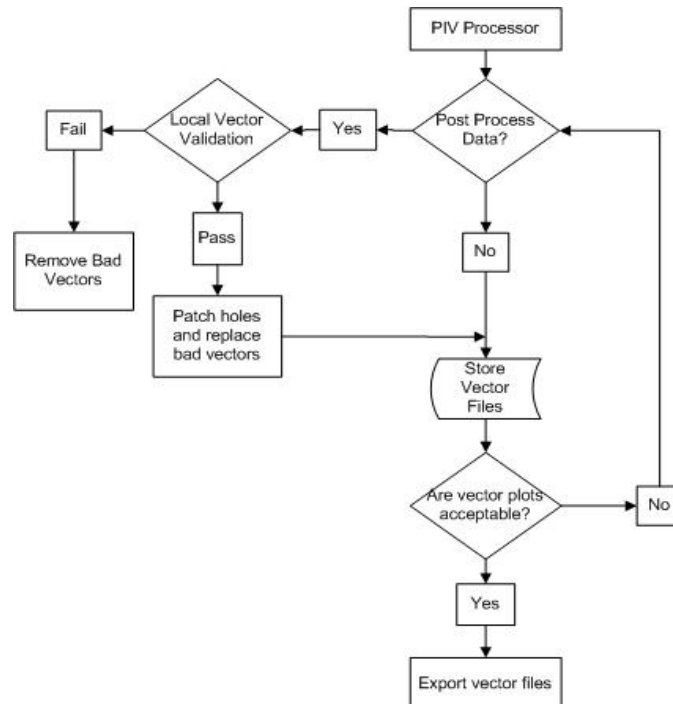 PIV Processor
Post Process
Data?
Yes
Local Vector
Validation
Fail
Remove Bad
Vectors
Pass
Patch holes
and replace
bad vectors
No
Store
Vector
Files
Are vector plots
acceptable?
No
Yes
Export vector files